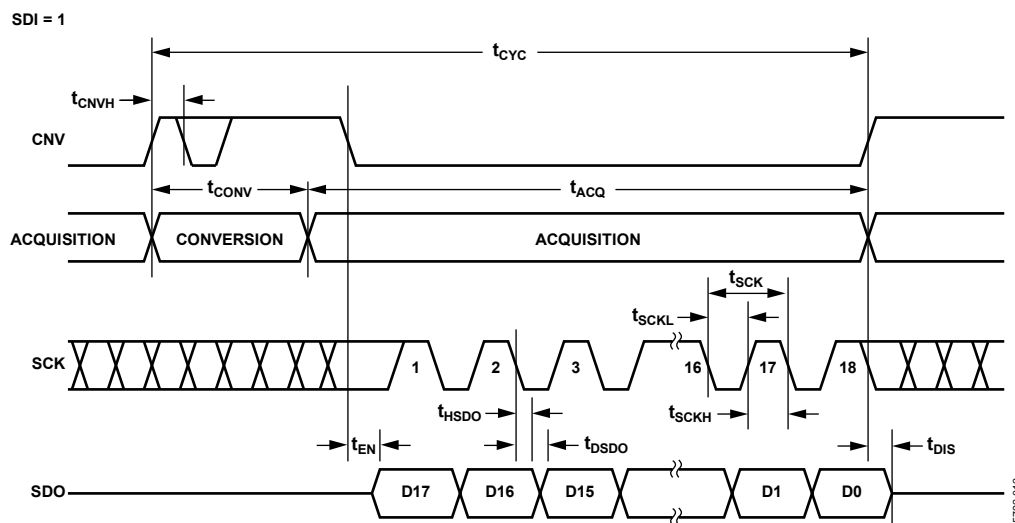 SDI = 1
tCYC
tCNVH
CNV
tCONV
tACQ
ACQUISITION
CONVERSION
ACQUISITION
tSCK
tSCKL
SCK
1
2
3
16
17
18
tHSDO
tSCKH
tEN
tDSDO
tDIS
SDO
D17
D16
D15
D1
D0